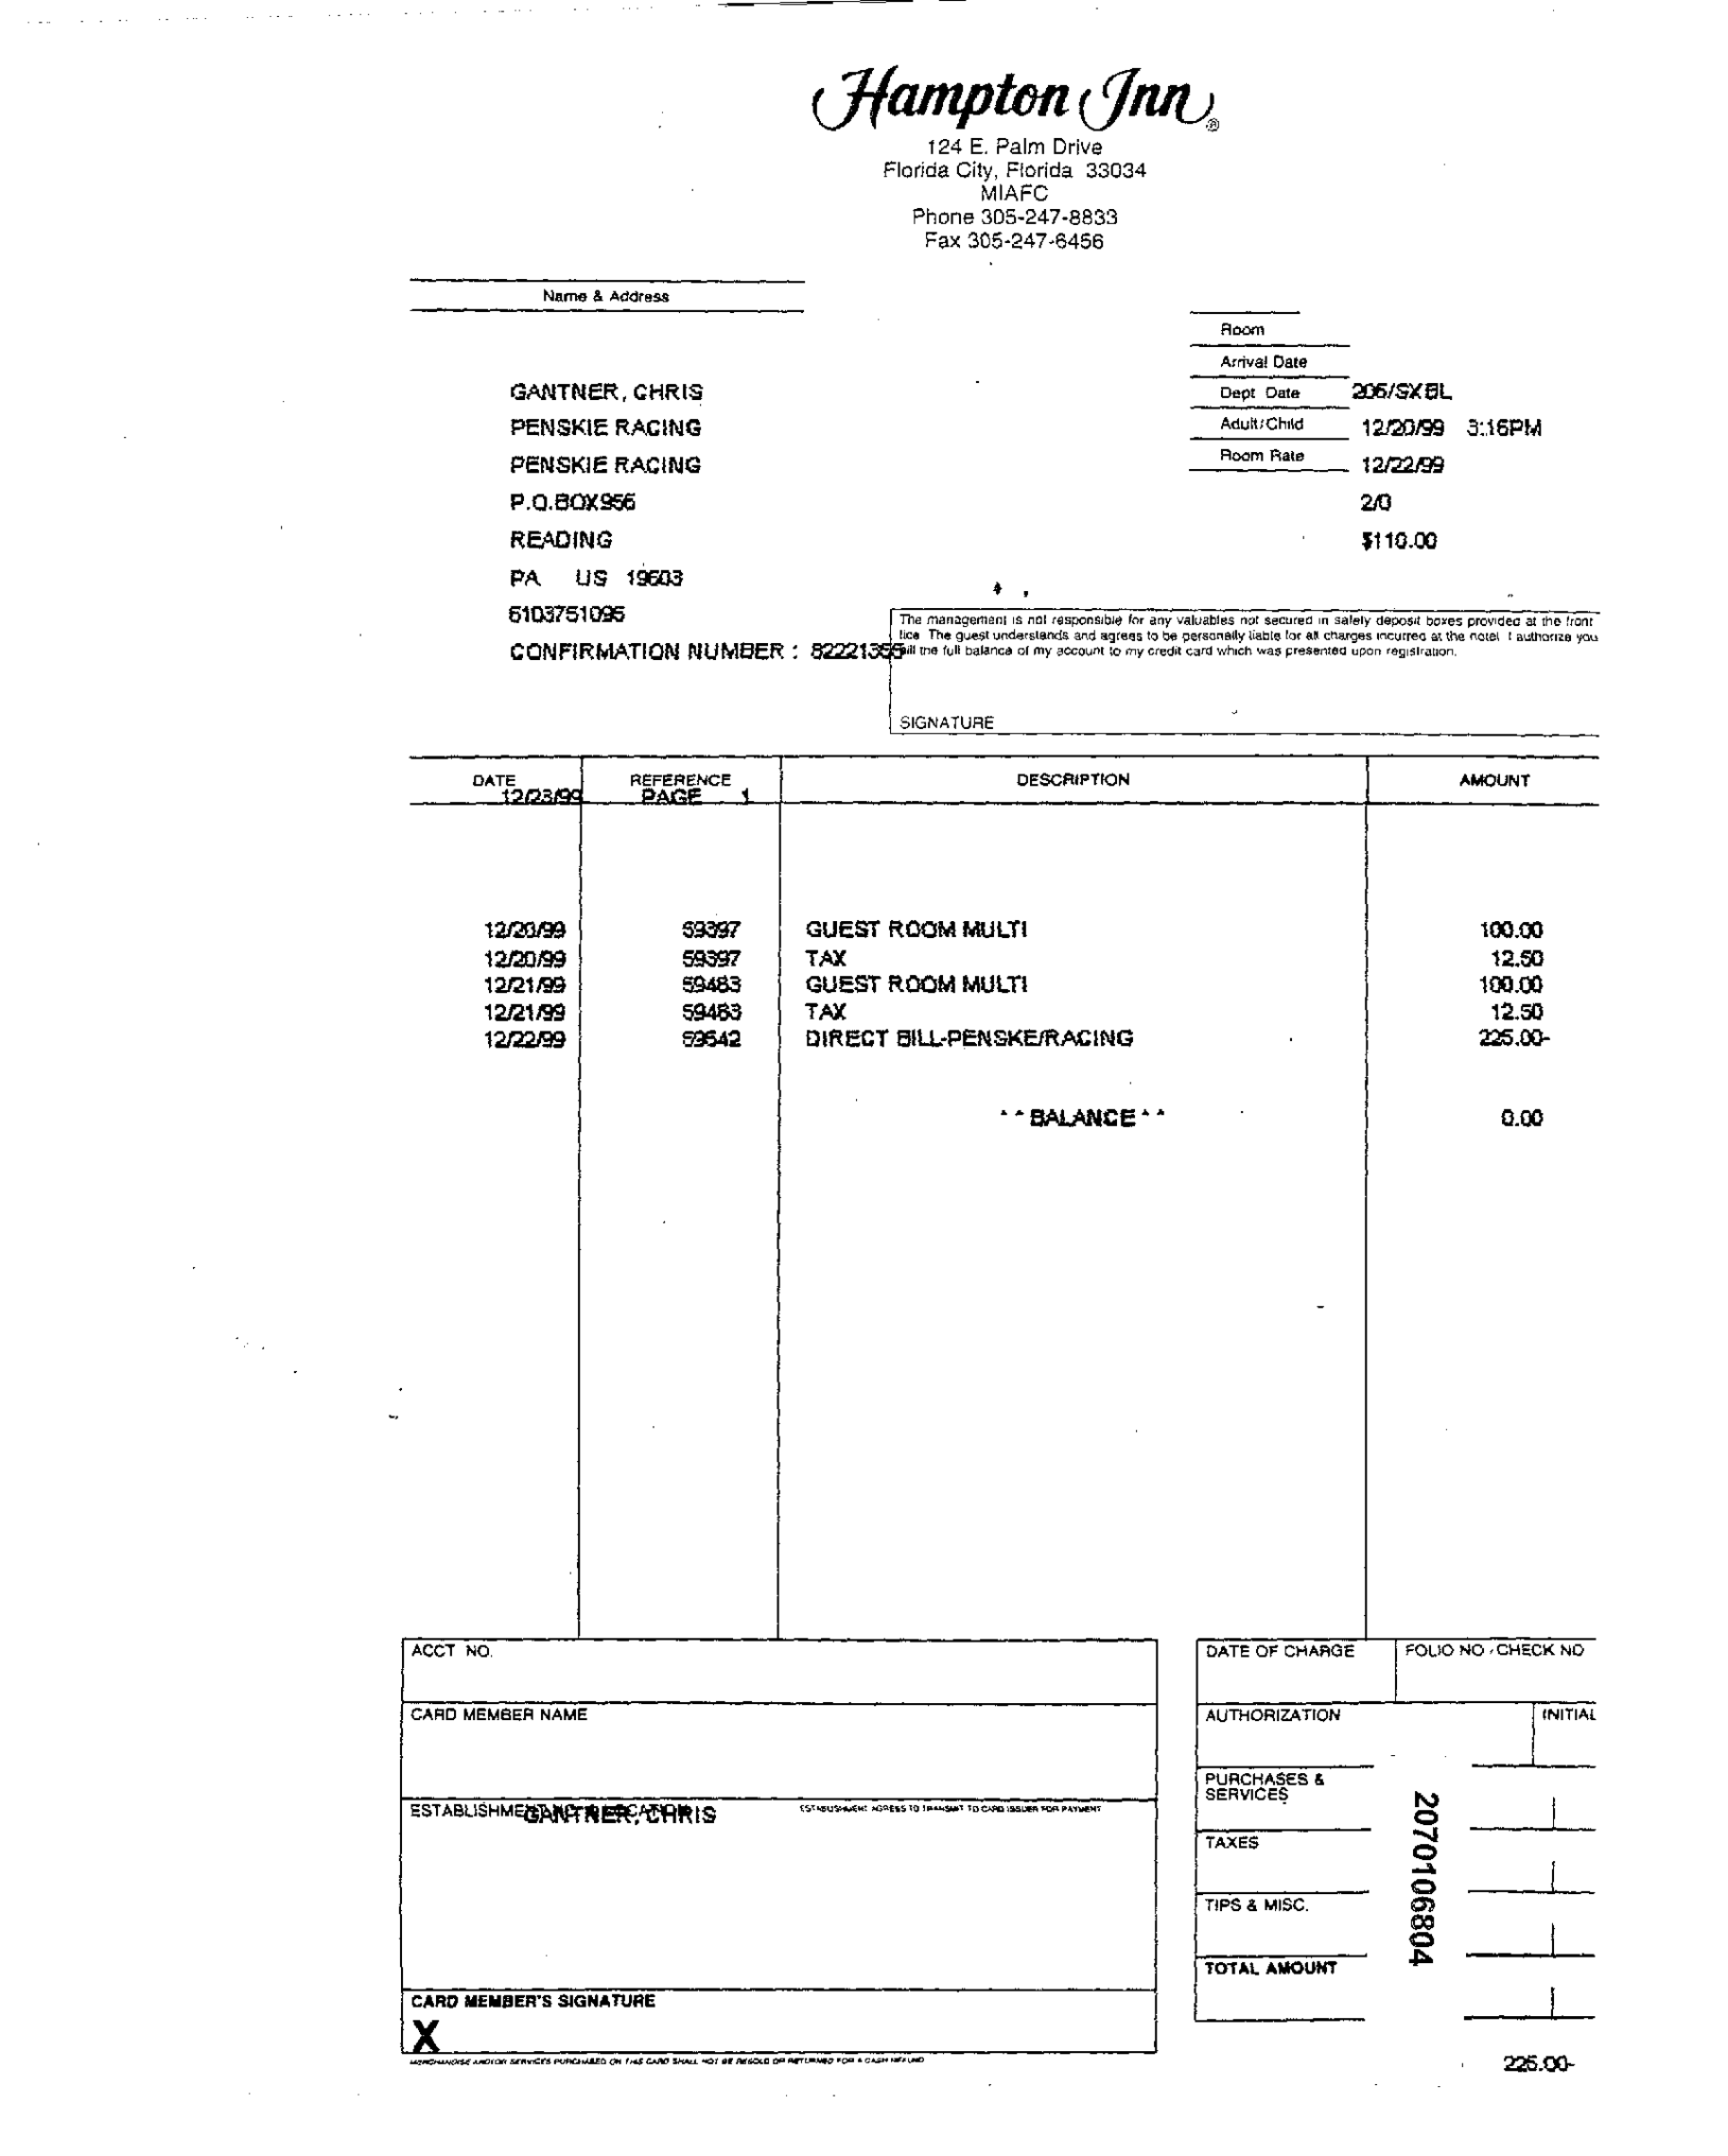 Hampton Inn®
124 E. Palm Drive
Florida City, Florida 33034
MIAFC
Phone 305-247-8833
Fax 305-247-6456
Name & Address
Room
Arrival Date
GANTNER, CHRIS
Dept Date 206/SXBL
PENSKIE RACING
Adult/Child 12/20/99 3:16PM
PENSKIE RACING
Room Rate 12/22/99
P.O.BOX956 2/0
READING $110.00
PA US 19603
6103751095
CONFIRMATION NUMBER : 82221355
The management is not responsible for any valuables not secured in safety deposit boxes provided at the front
fice The guest understands and agrees to be personally liable for all charges incurred at the hotel I authorize you
ill the full balance of my account to my credit card which was presented upon registration.
SIGNATURE
DATE REFERENCE DESCRIPTION AMOUNT
12/23/99 PAGE 1
12/20/99 59397 GUEST ROOM MULTI 100.00
12/20/99 59397 TAX 12.50
12/21/99 59483 GUEST ROOM MULTI 100.00
12/21/99 59483 TAX 12.50
12/22/99 59542 DIRECT BILL-PENSKE/RACING 225.00-
**BALANCE** 0.00
ACCT NO.
DATE OF CHARGE FOLIO NO./CHECK NO
CARD MEMBER NAME
AUTHORIZATION INITIAL
PURCHASES &
SERVICES
ESTABLISHMENT NO. & LOCATION ESTABLISHMENT AGREES TO TRANSMIT TO CARD ISSUER FOR PAYMENT
GANTNER, CHRIS
TAXES
TIPS & MISC.
2070106804
TOTAL AMOUNT
CARD MEMBER'S SIGNATURE
X
MERCHANDISE AND/OR SERVICES PURCHASED ON THIS CARD SHALL NOT BE RESOLD OR RETURNED FOR A CASH REFUND
225.00-